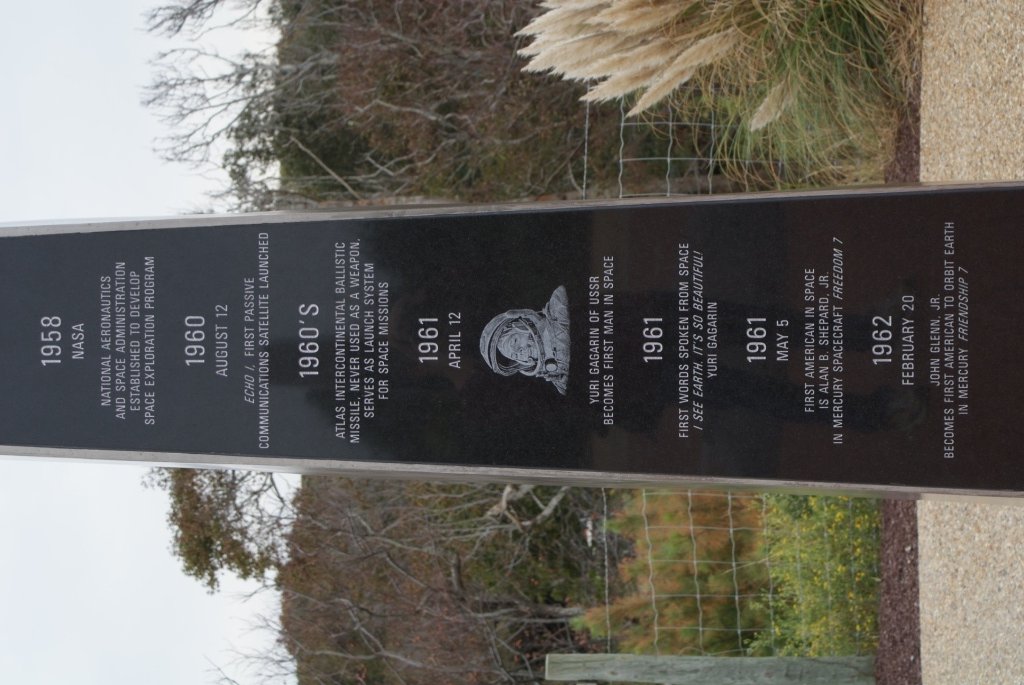 1958
NASA
NATIONAL AERONAUTICS
AND SPACE ADMINISTRATION
ESTABLISHED TO DEVELOP
SPACE EXPLORATION PROGRAM
1960
AUGUST 12
ECHO I, FIRST PASSIVE
COMMUNICATIONS SATELLITE LAUNCHED
1960'S
ATLAS INTERCONTINENTAL BALLISTIC
MISSILE, NEVER USED AS A WEAPON,
SERVES AS LAUNCH SYSTEM
FOR SPACE MISSIONS
1961
APRIL 12
YURI GAGARIN OF USSR
BECOMES FIRST MAN IN SPACE
1961
FIRST WORDS SPOKEN FROM SPACE
I SEE EARTH. IT'S SO BEAUTIFUL!
YURI GAGARIN
1961
MAY 5
FIRST AMERICAN IN SPACE
IS ALAN B. SHEPARD, JR.
IN MERCURY SPACECRAFT FREEDOM 7
1962
FEBRUARY 20
JOHN GLENN, JR.
BECOMES FIRST AMERICAN TO ORBIT EARTH
IN MERCURY FRIENDSHIP 7